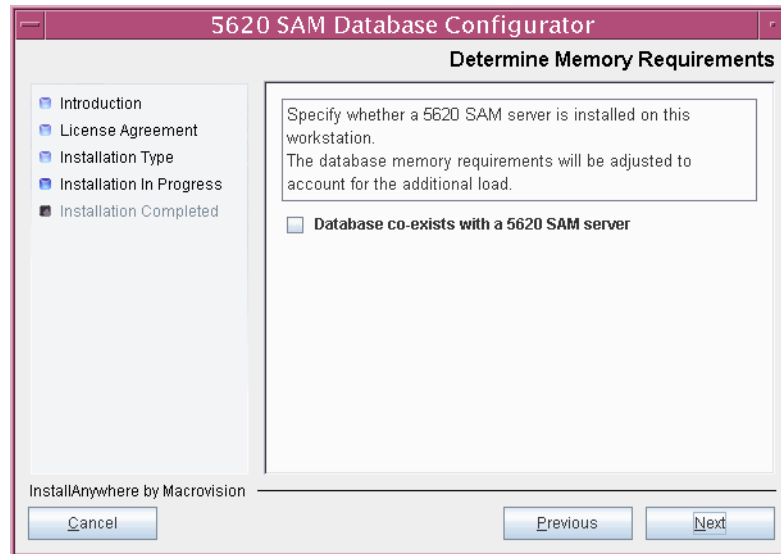 5620 SAM Database Configurator
Determine Memory Requirements
Introduction
License Agreement
Installation Type
Installation In Progress
Installation Completed
Specify whether a 5620 SAM server is installed on this
workstation.
The database memory requirements will be adjusted to
account for the additional load.
Database co-exists with a 5620 SAM server
InstallAnywhere by Macrovision
Cancel
Previous
Next